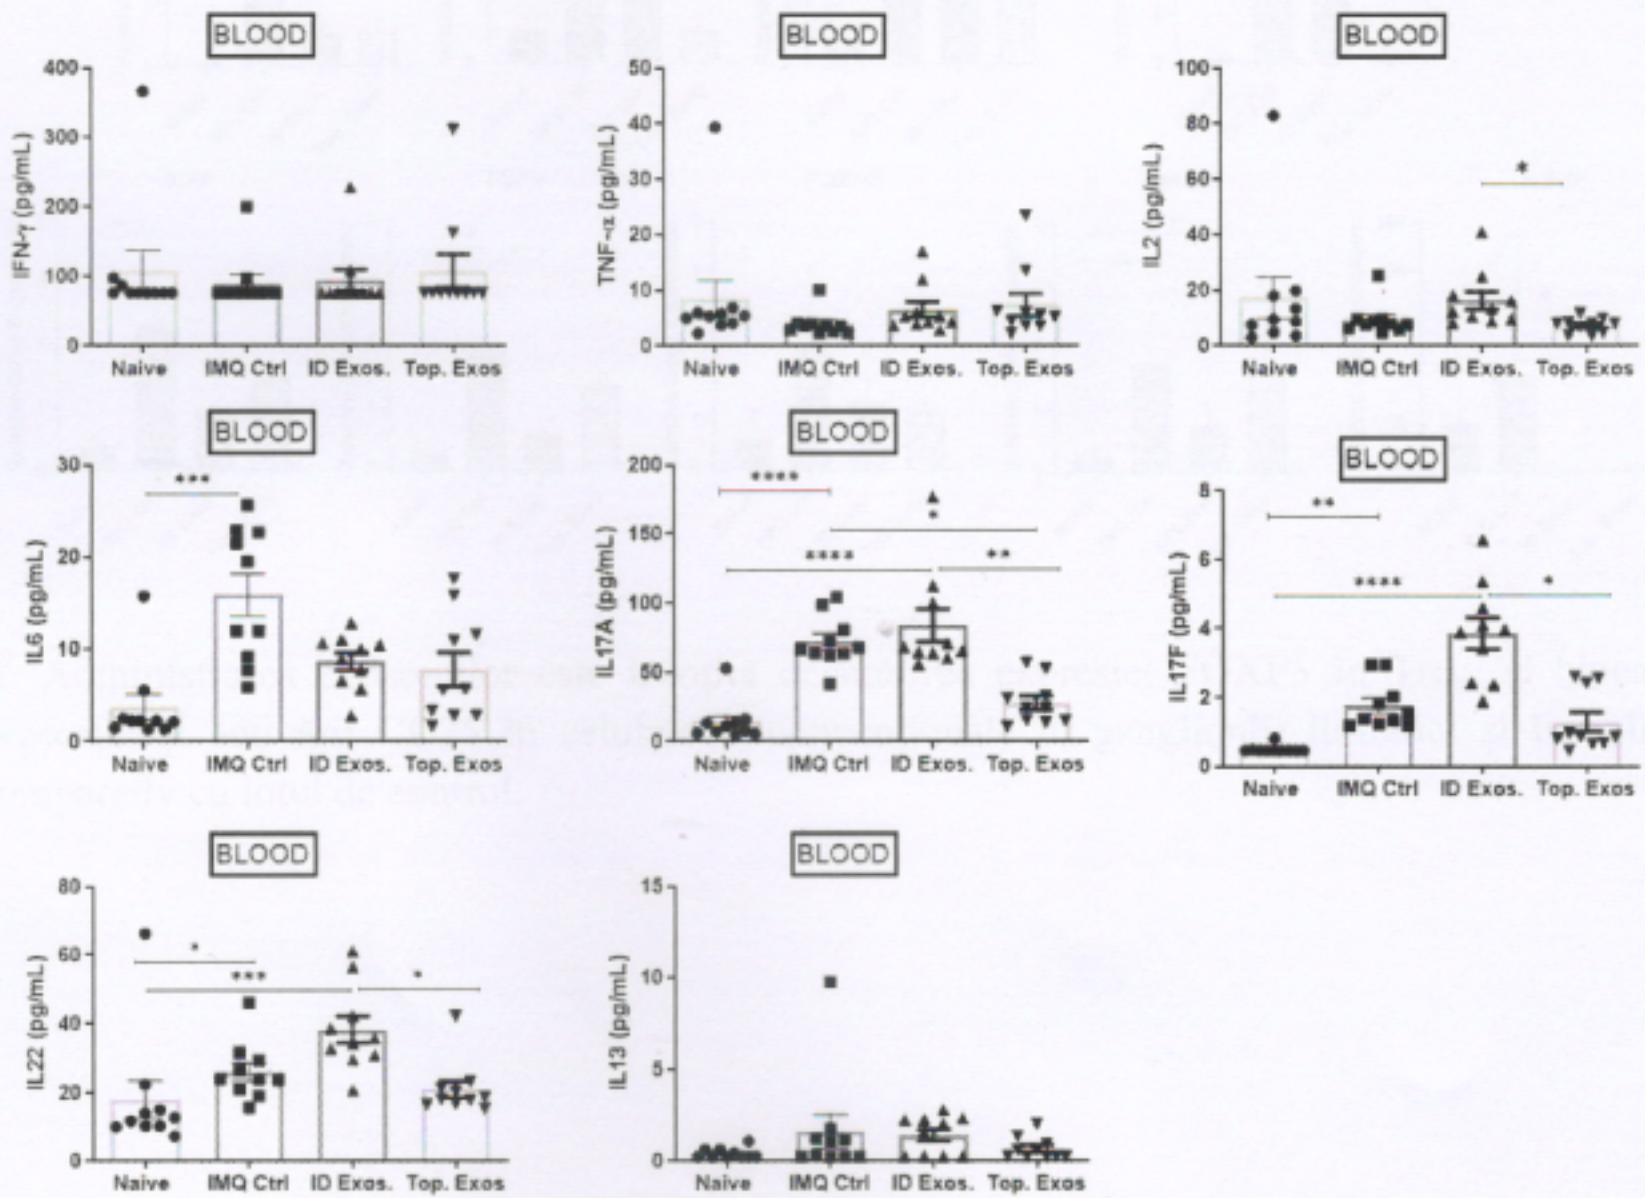 BLOOD
BLOOD
BLOOD
IFN-γ (pg/mL)
400
300
200
100
0
Naive IMQ Ctrl ID Exos. Top. Exos
TNF-α (pg/mL)
50
40
30
20
10
0
Naive IMQ Ctrl ID Exos. Top. Exos
IL2 (pg/mL)
100
80
60
40
20
0
*
Naive IMQ Ctrl ID Exos. Top. Exos
BLOOD
BLOOD
BLOOD
IL6 (pg/mL)
30
20
10
0
***
Naive IMQ Ctrl ID Exos. Top. Exos
IL17A (pg/mL)
200
150
100
50
0
****
*
****
**
Naive IMQ Ctrl ID Exos. Top. Exos
IL17F (pg/mL)
8
6
4
2
0
**
****
*
Naive IMQ Ctrl ID Exos. Top. Exos
BLOOD
BLOOD
IL22 (pg/mL)
80
60
40
20
0
*
***
*
Naive IMQ Ctrl ID Exos. Top. Exos
IL13 (pg/mL)
15
10
5
0
Naive IMQ Ctrl ID Exos. Top. Exos